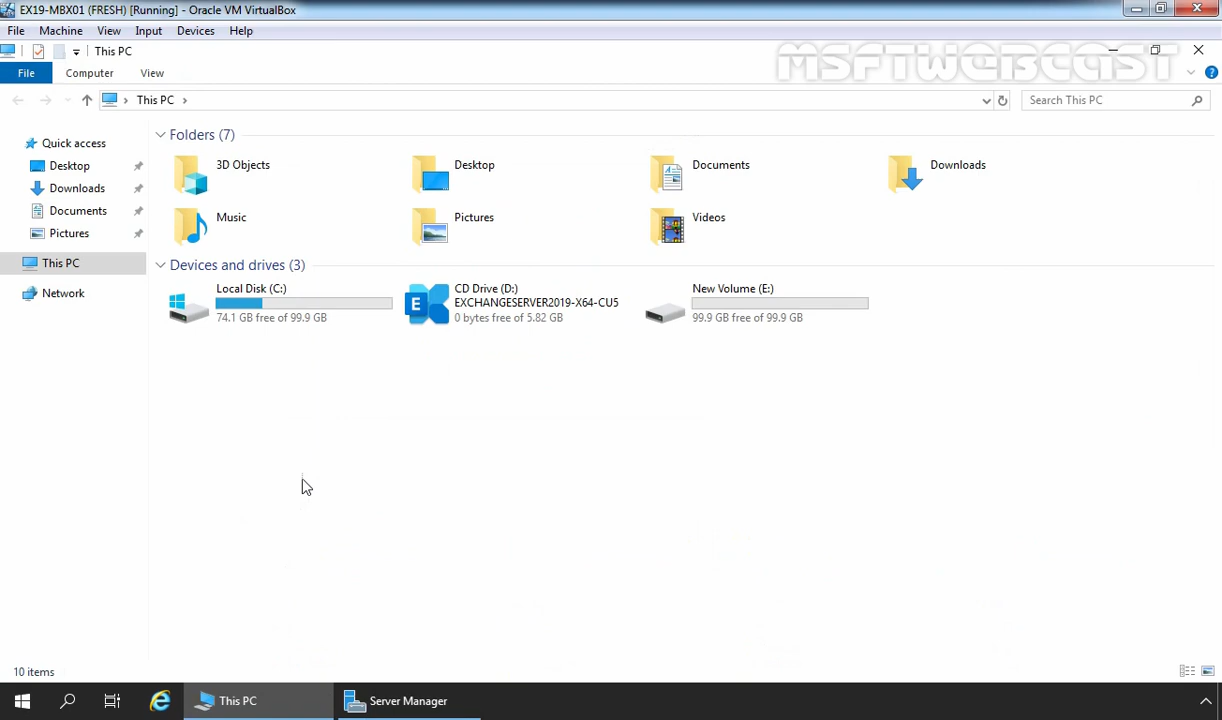 EX19-MBX01 (FRESH) [Running] - Oracle VM VirtualBox
File Machine View Input Devices Help
This PC
MSFTWEBCAST
File Computer View
This PC
Search This PC
Quick access
Desktop
Downloads
Documents
Pictures
This PC
Network
Folders (7)
3D Objects
Desktop
Documents
Downloads
Music
Pictures
Videos
Devices and drives (3)
Local Disk (C:)
74.1 GB free of 99.9 GB
CD Drive (D:)
EXCHANGESERVER2019-X64-CU5
0 bytes free of 5.82 GB
New Volume (E:)
99.9 GB free of 99.9 GB
10 items
This PC
Server Manager